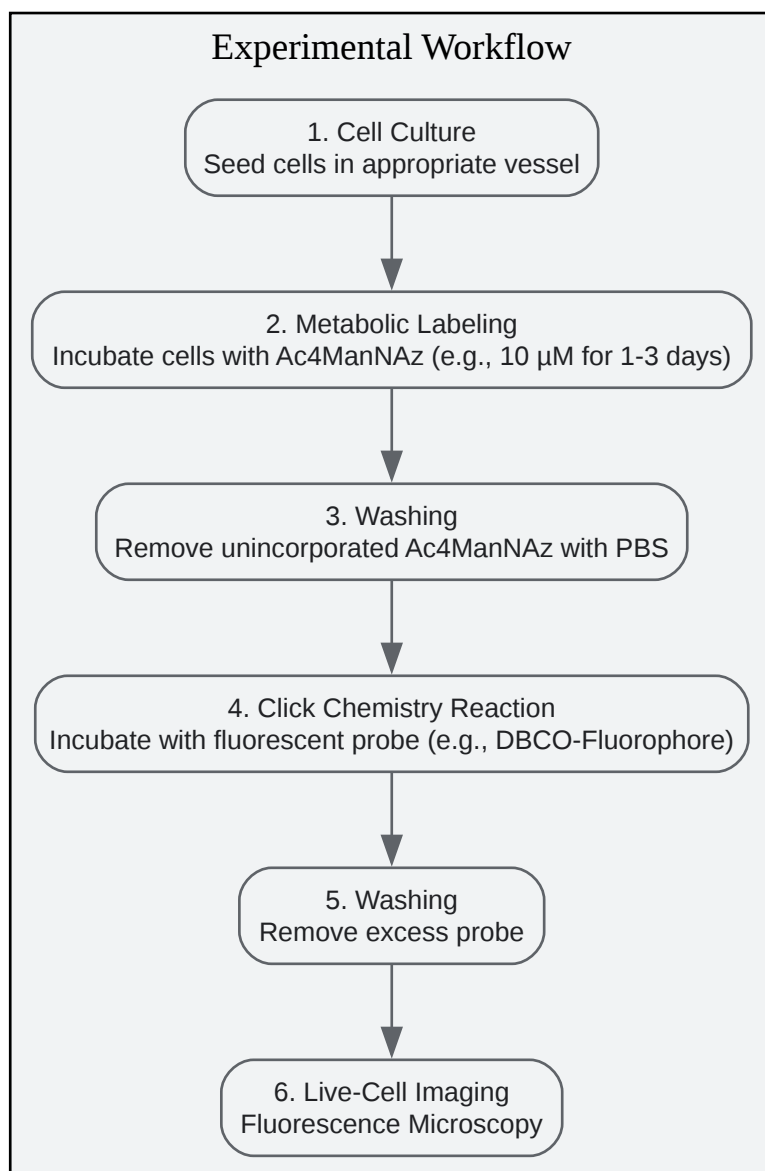 Experimental Workflow
1. Cell Culture
Seed cells in appropriate vessel
2. Metabolic Labeling
Incubate cells with Ac4ManNAz (e.g., 10 µM for 1-3 days)
3. Washing
Remove unincorporated Ac4ManNAz with PBS
4. Click Chemistry Reaction
Incubate with fluorescent probe (e.g., DBCO-Fluorophore)
5. Washing
Remove excess probe
6. Live-Cell Imaging
Fluorescence Microscopy